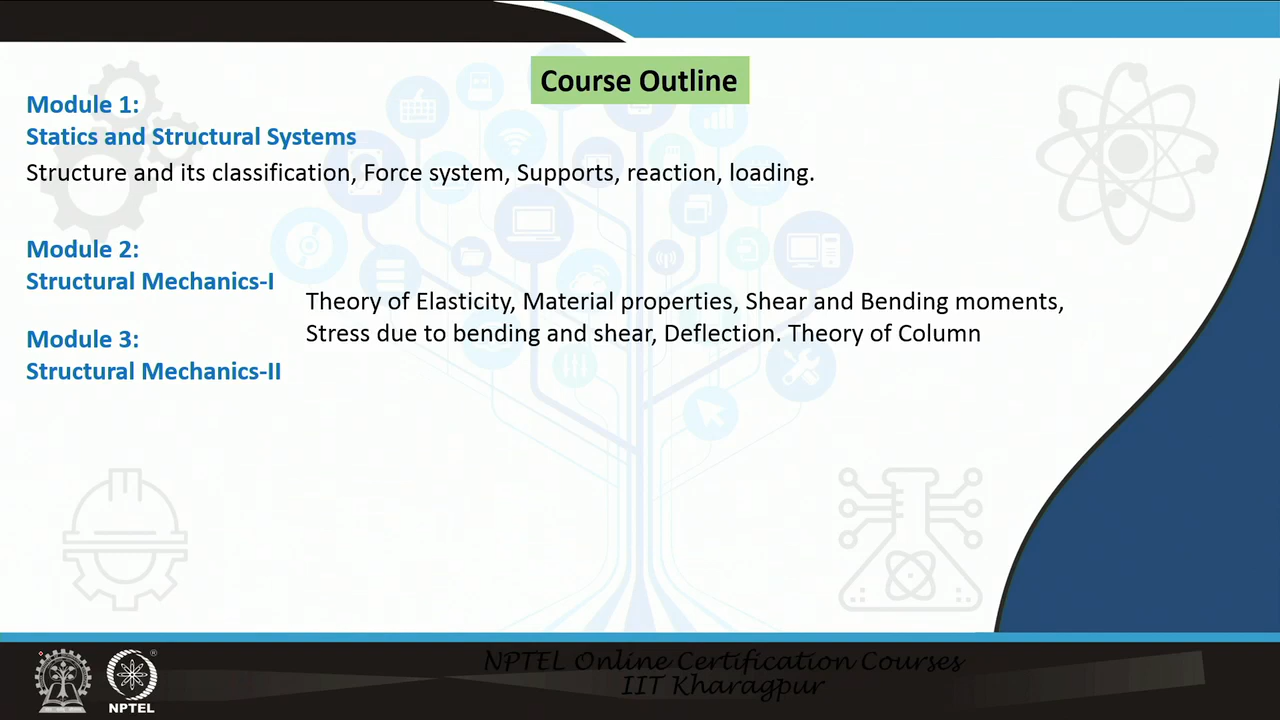 Course Outline
Module 1:
Statics and Structural Systems
Structure and its classification, Force system, Supports, reaction, loading.
Module 2:
Structural Mechanics-I
Theory of Elasticity, Material properties, Shear and Bending moments,
Stress due to bending and shear, Deflection. Theory of Column
Module 3:
Structural Mechanics-II
NPTEL Online Certification Courses
IIT Kharagpur
NPTEL